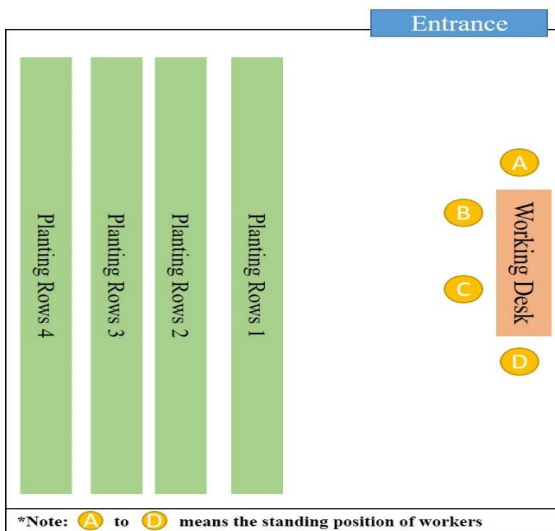 Entrance
Planting Rows 4
Planting Rows 3
Planting Rows 2
Planting Rows 1
A
B
Working Desk
C
D
*Note: A to D means the standing position of workers